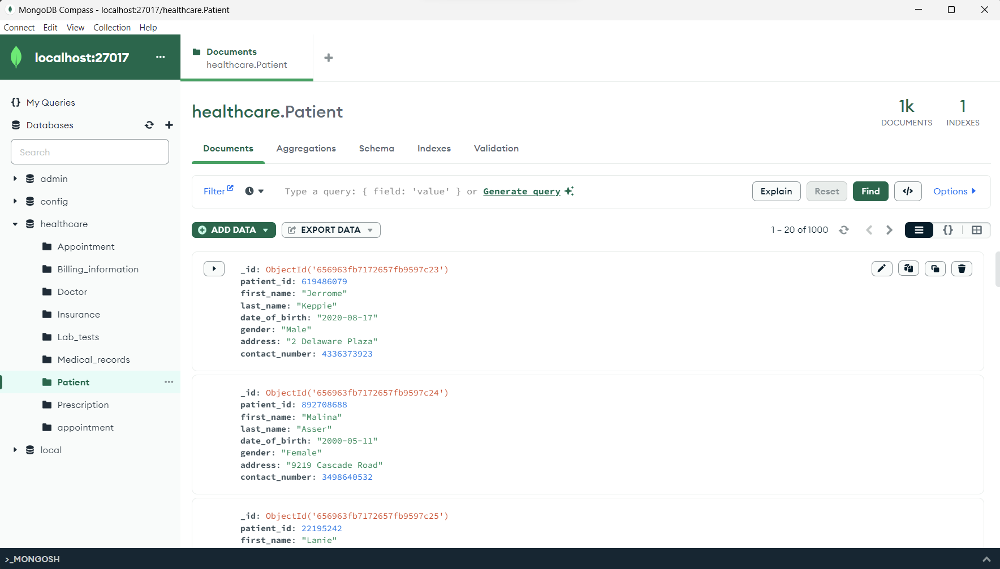 MongoDB Compass - localhost:27017/healthcare.Patient
Connect Edit View Collection Help
localhost:27017
Documents
healthcare.Patient
My Queries
Databases
Search
admin
config
healthcare
Appointment
Billing_information
Doctor
Insurance
Lab_tests
Medical_records
Patient
Prescription
appointment
local
healthcare.Patient
1k
DOCUMENTS
1
INDEXES
Documents Aggregations Schema Indexes Validation
Filter Type a query: { field: 'value' } or Generate query Explain Reset Find </> Options
ADD DATA EXPORT DATA 1 – 20 of 1000 {}
_id: ObjectId('656963fb7172657fb9597c23')
patient_id: 619486079
first_name: "Jerrome"
last_name: "Keppie"
date_of_birth: "2020-08-17"
gender: "Male"
address: "2 Delaware Plaza"
contact_number: 4336373923
_id: ObjectId('656963fb7172657fb9597c24')
patient_id: 892708688
first_name: "Malina"
last_name: "Asser"
date_of_birth: "2000-05-11"
gender: "Female"
address: "9219 Cascade Road"
contact_number: 3498640532
_id: ObjectId('656963fb7172657fb9597c25')
patient_id: 22195242
first_name: "Lanie"
>_MONGOSH